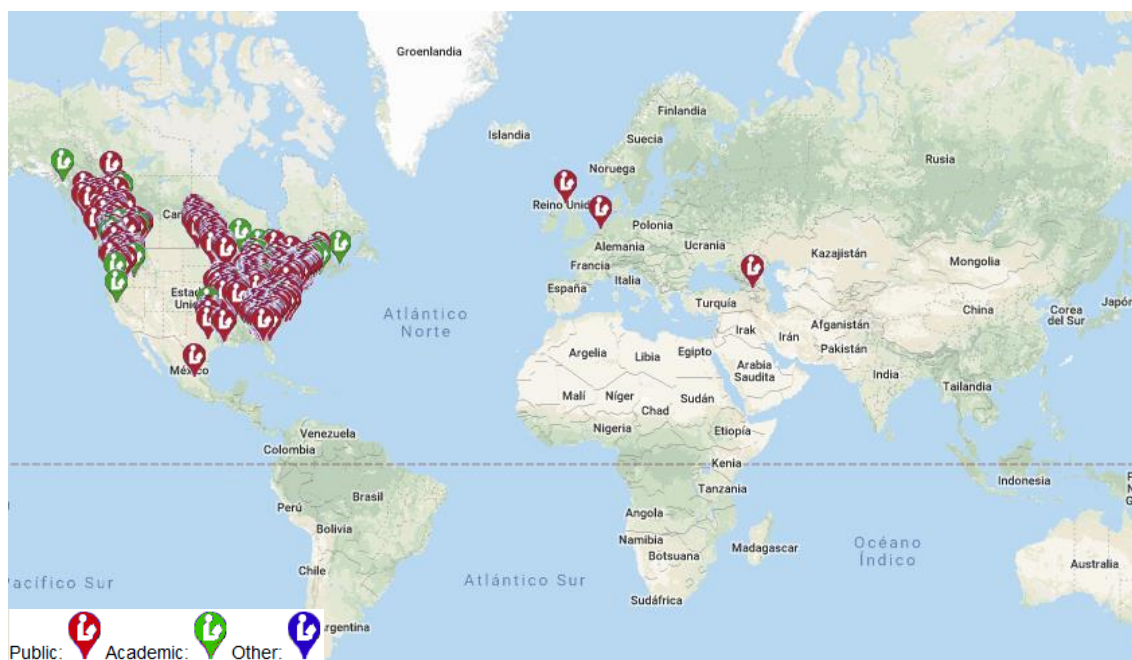 Groenlandia
Islandia
Finlandia
Suecia
Noruega
Rusia
Reino Unid
Polonia
Alemania
Ucrania
Kazajistán
Mongolia
Francia
Italia
España
Turquía
China
Corea
del Sur
Japó
Estad
Unid
Atlántico
Norte
Irak
Irán
Afganistán
Pakistán
Argelia
Libia
Egipto
Arabia
Saudita
India
México
Malí
Níger
Chad
Sudán
Tailandia
Nigeria
Etiopía
Venezuela
Colombia
Kenia
Indonesia
Tanzania
Perú
Brasil
Angola
Bolivia
Namibia
Botsuana
Madagascar
Océano
Índico
Australia
Chile
Pacífico Sur
Atlántico Sur
Sudáfrica
rgentina
Public: Academic: Other: